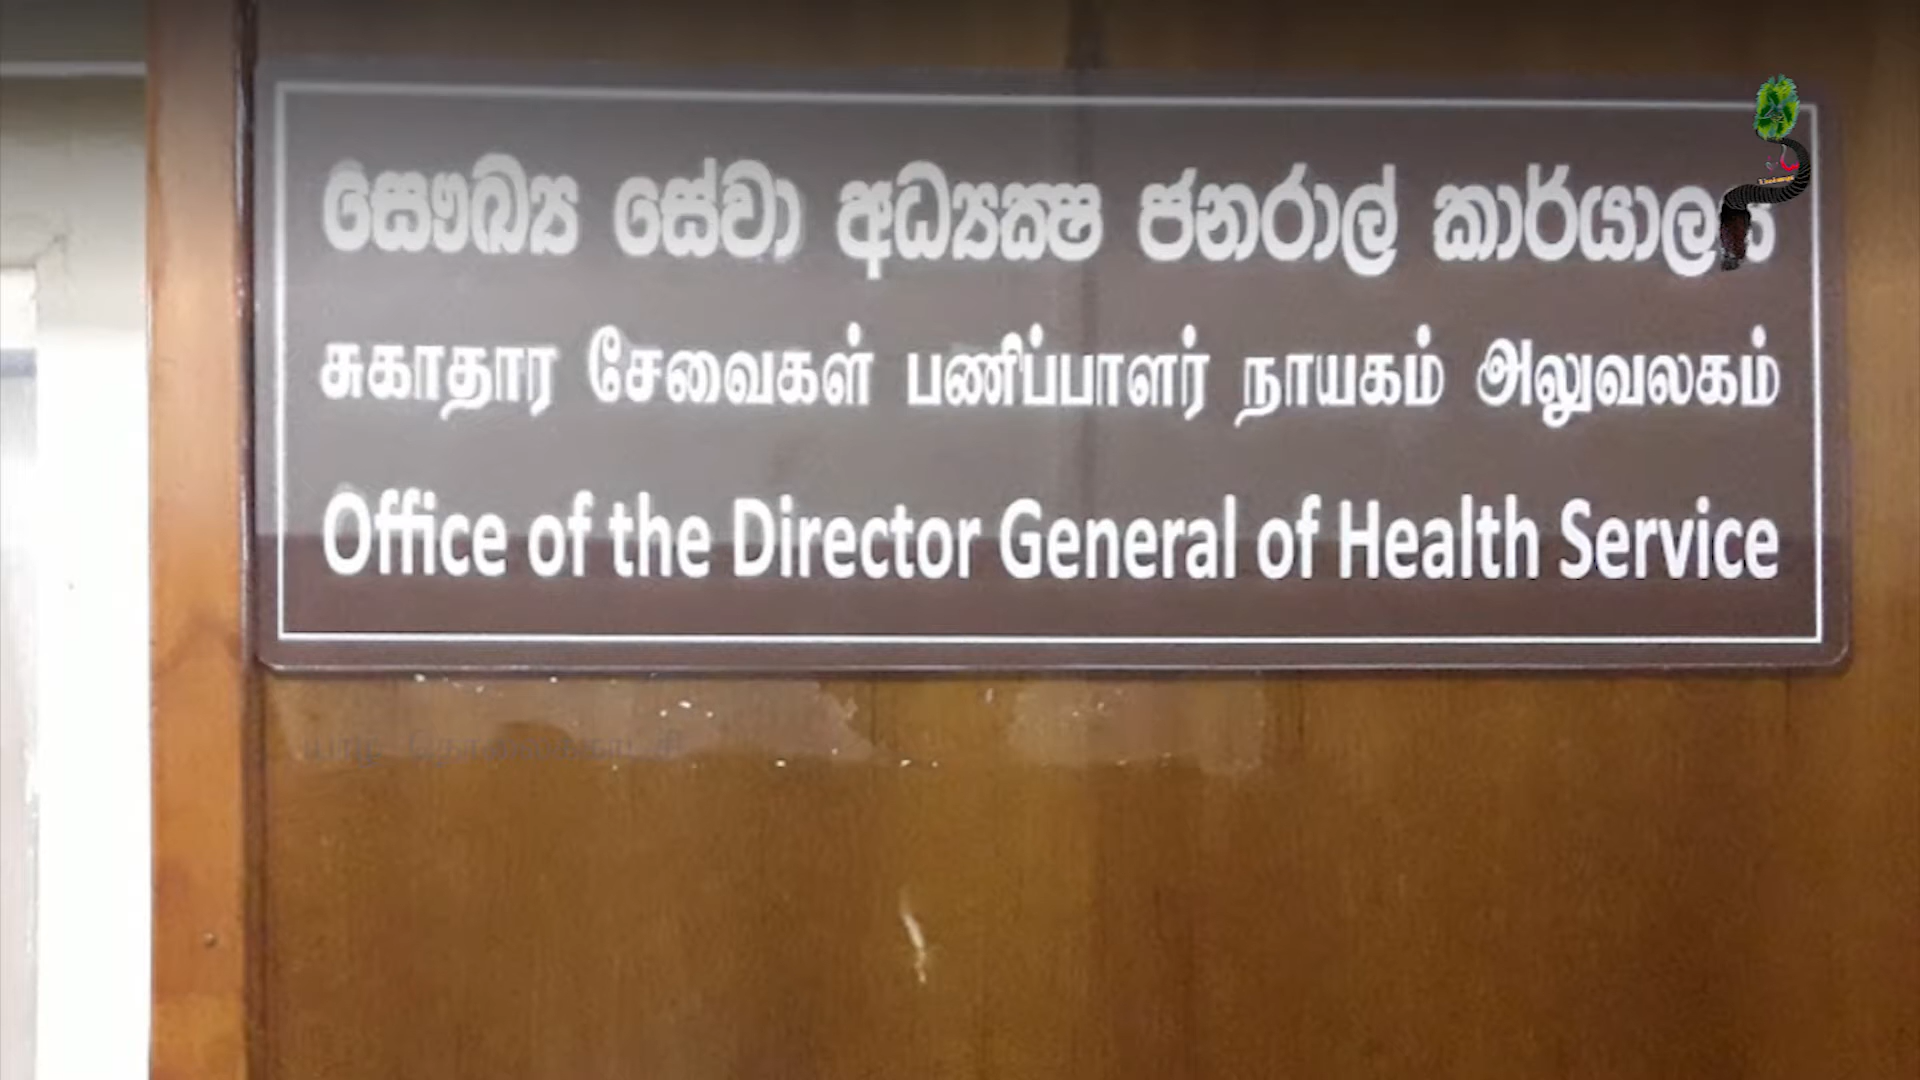 සෞඛ්‍ය සේවා අධ්‍යක්ෂ ජනරාල් කාර්යාලය
சுகாதார சேவைகள் பணிப்பாளர் நாயகம் அலுவலகம்
Office of the Director General of Health Service